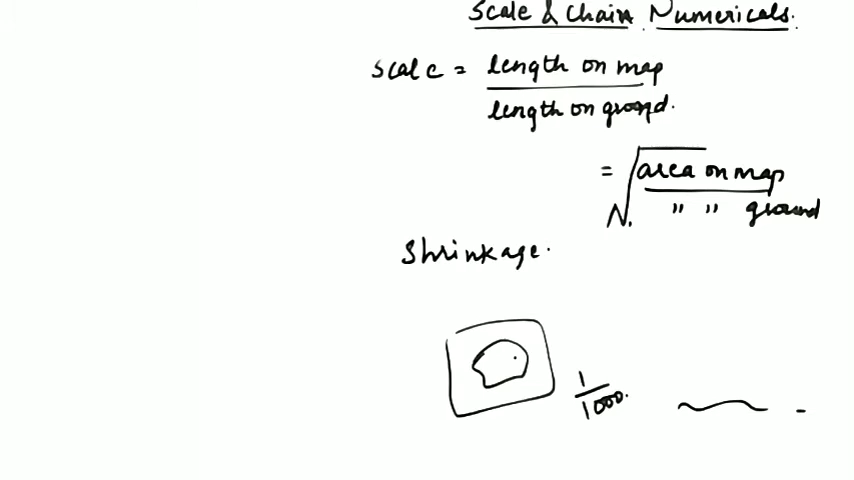 Scale & Chain Numericals.
Scale = length on map
length on ground.
= √ area on map
" " ground
Shrinkage.
1
1000.